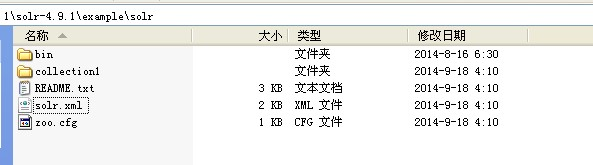 1\solr-4.9.1\example\solr
名称 大小 类型 修改日期
bin 文件夹 2014-8-16 6:30
collection1 文件夹 2014-9-18 4:10
README.txt 3 KB 文本文档 2014-9-18 4:10
solr.xml 2 KB XML 文件 2014-9-18 4:10
zoo.cfg 1 KB CFG 文件 2014-9-18 4:10